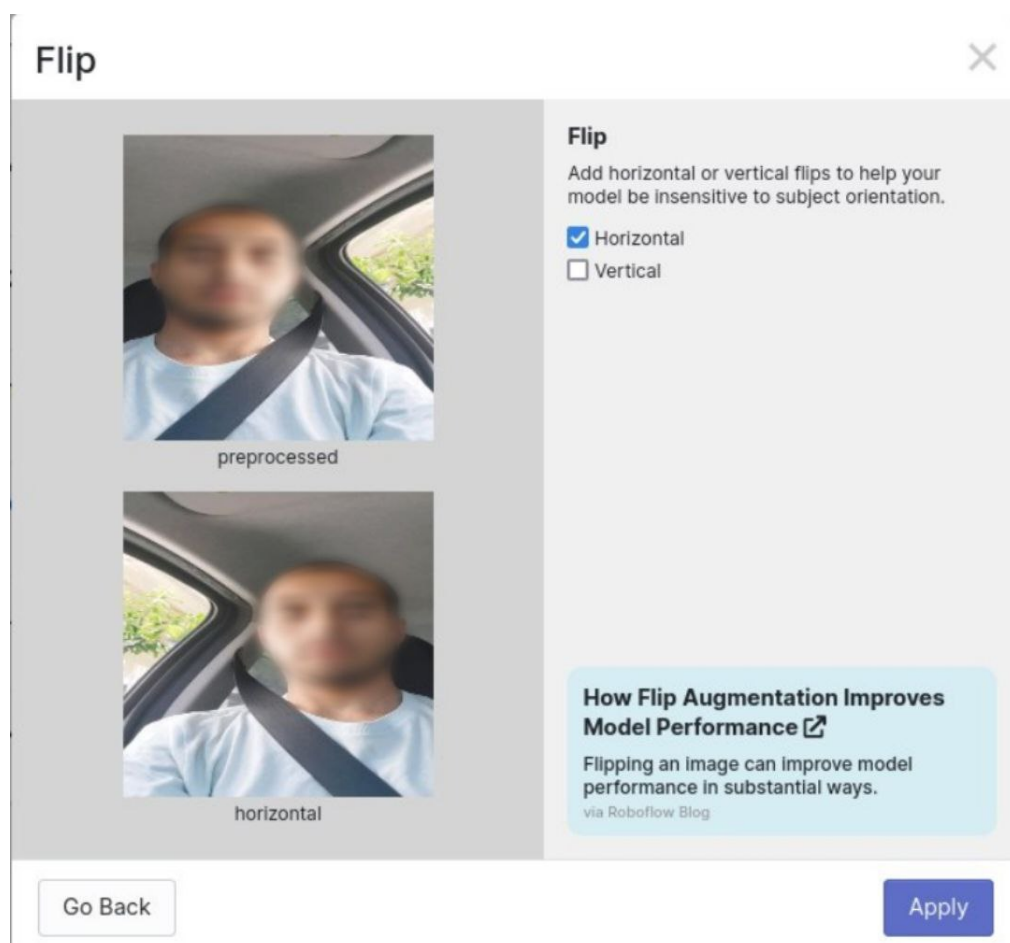 Flip
preprocessed
horizontal
Flip
Add horizontal or vertical flips to help your
model be insensitive to subject orientation.
Horizontal
Vertical
How Flip Augmentation Improves
Model Performance
Flipping an image can improve model
performance in substantial ways.
via Roboflow Blog
Go Back
Apply